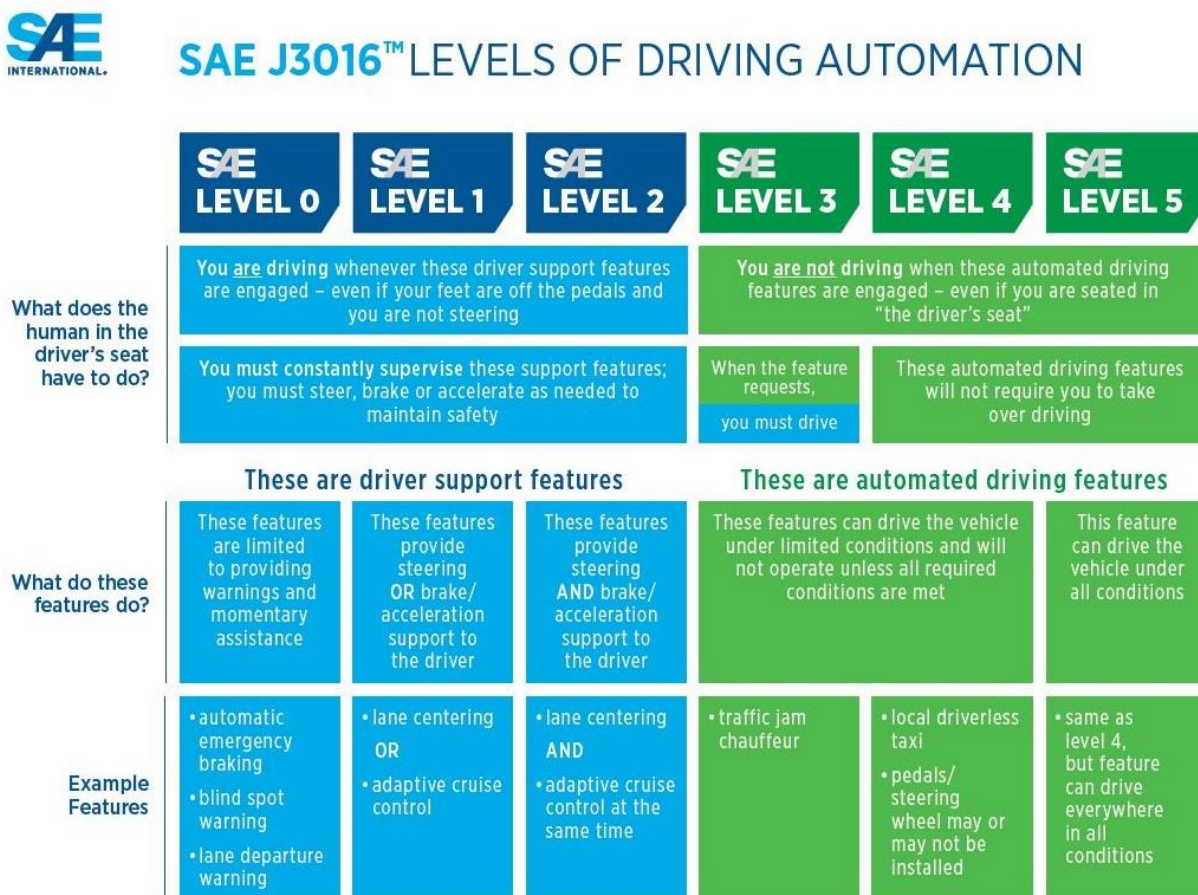 SAE
INTERNATIONAL®
SAE J3016™ LEVELS OF DRIVING AUTOMATION
SAE
LEVEL 0
SAE
LEVEL 1
SAE
LEVEL 2
SAE
LEVEL 3
SAE
LEVEL 4
SAE
LEVEL 5
What does the
human in the
driver's seat
have to do?
You are driving whenever these driver support features
are engaged – even if your feet are off the pedals and
you are not steering
You are not driving when these automated driving
features are engaged – even if you are seated in
“the driver's seat”
You must constantly supervise these support features;
you must steer, brake or accelerate as needed to
maintain safety
When the feature
requests,
you must drive
These automated driving features
will not require you to take
over driving
These are driver support features
These are automated driving features
What do these
features do?
These features
are limited
to providing
warnings and
momentary
assistance
These features
provide
steering
OR brake/
acceleration
support to
the driver
These features
provide
steering
AND brake/
acceleration
support to
the driver
These features can drive the vehicle
under limited conditions and will
not operate unless all required
conditions are met
This feature
can drive the
vehicle under
all conditions
Example
Features
• automatic
emergency
braking
• blind spot
warning
• lane departure
warning
• lane centering
OR
• adaptive cruise
control
• lane centering
AND
• adaptive cruise
control at the
same time
• traffic jam
chauffeur
• local driverless
taxi
• pedals/
steering
wheel may or
may not be
installed
• same as
level 4,
but feature
can drive
everywhere
in all
conditions